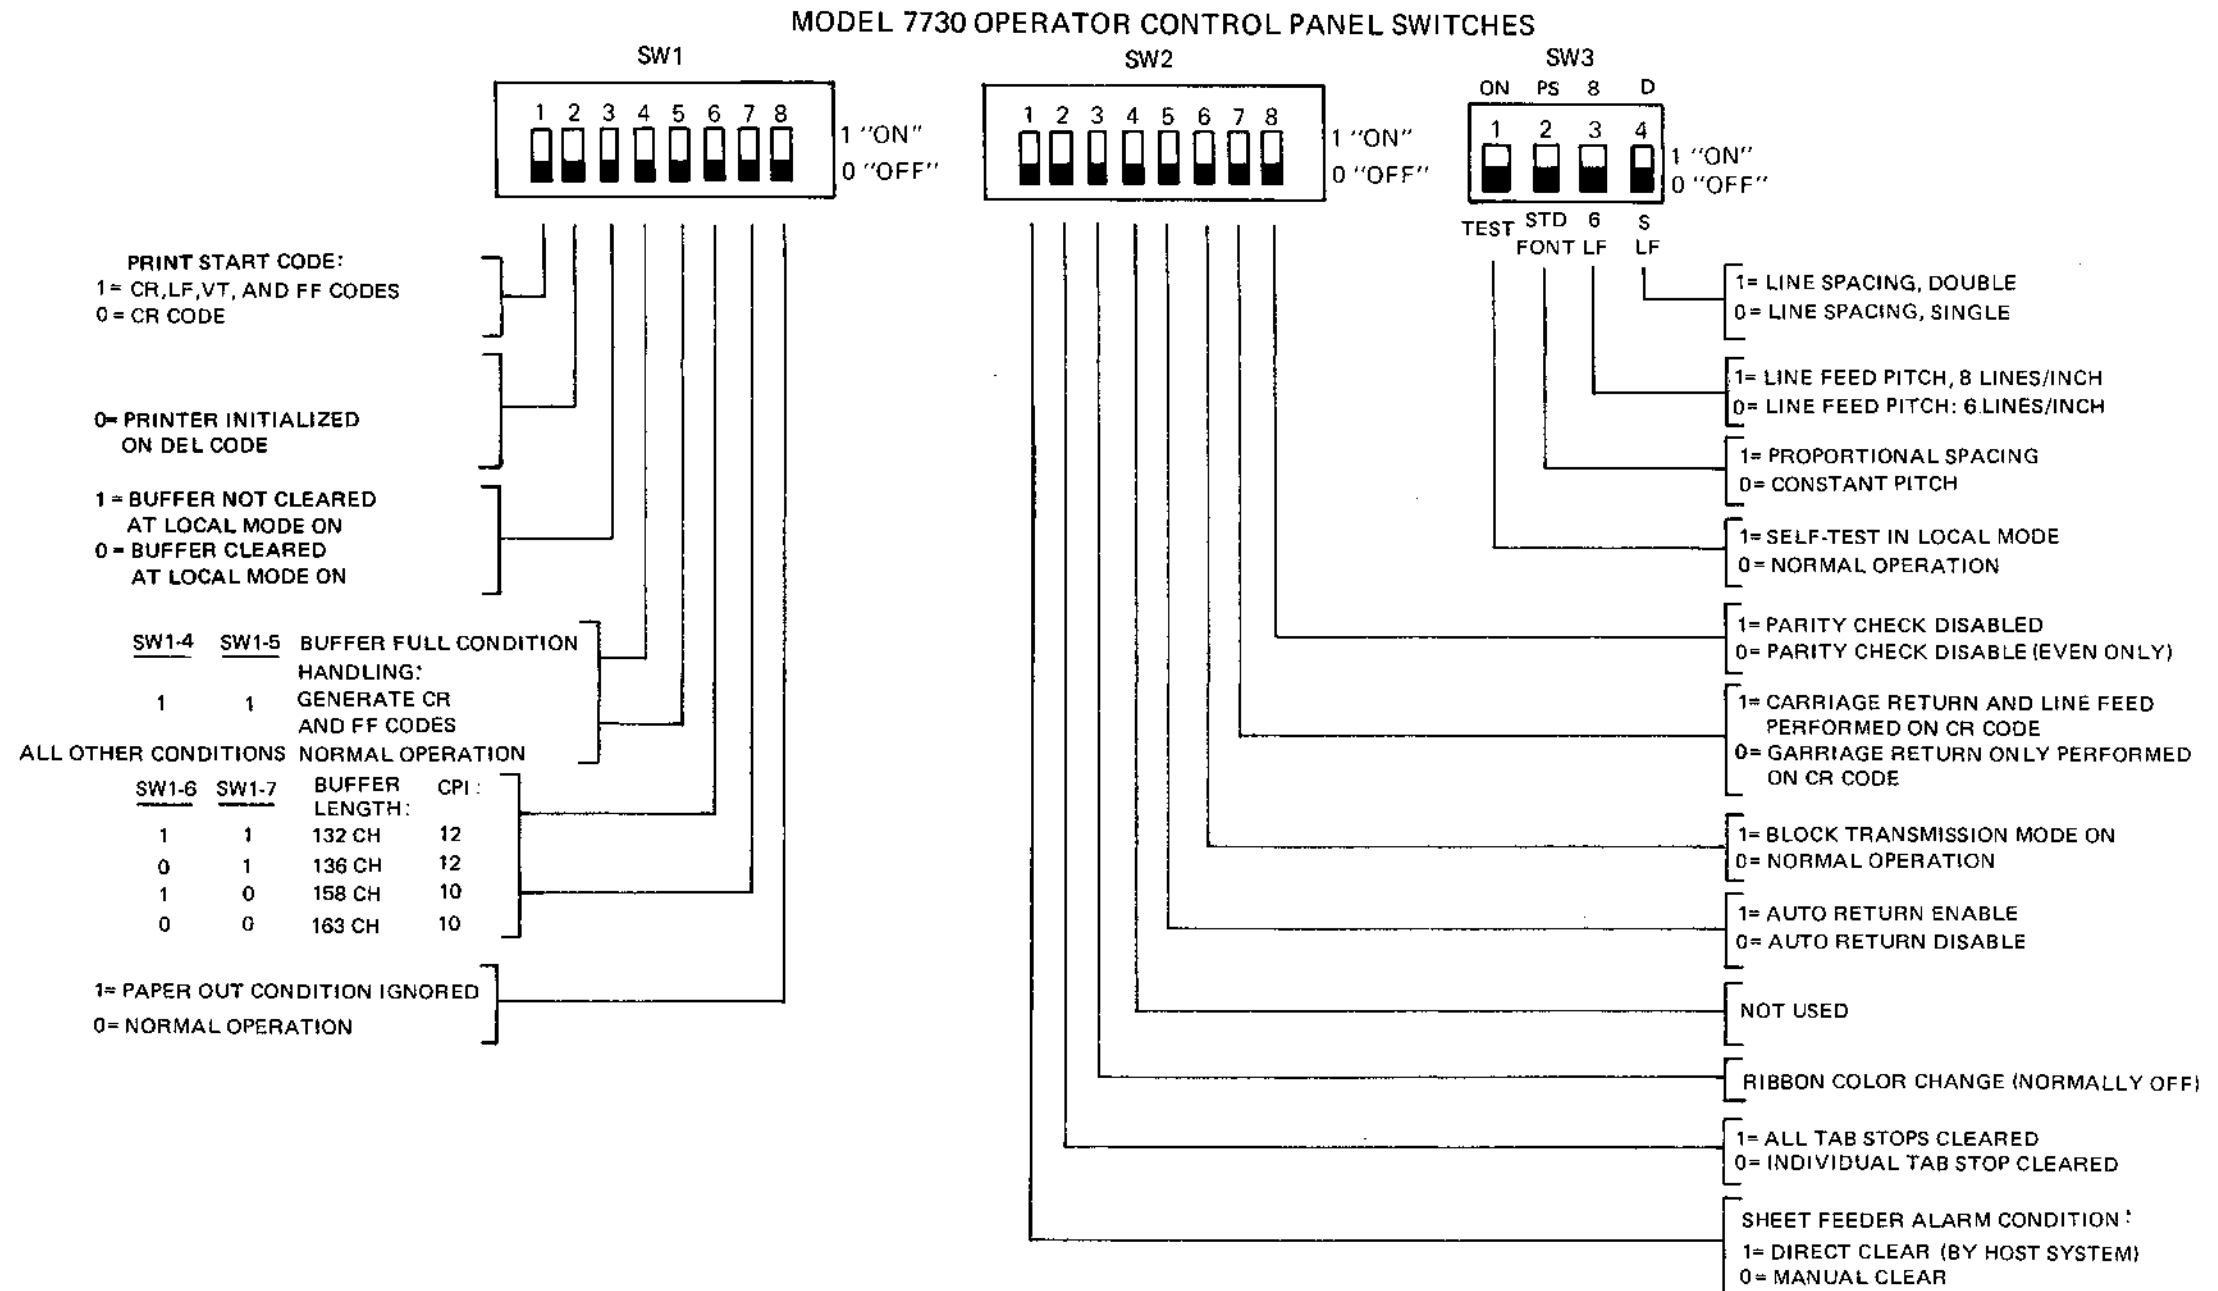 MODEL 7730 OPERATOR CONTROL PANEL SWITCHES
SW1
1 2 3 4 5 6 7 8
1 "ON"
0 "OFF"
SW2
1 2 3 4 5 6 7 8
1 "ON"
0 "OFF"
SW3
ON PS 8 D
1 2 3 4
1 "ON"
0 "OFF"
TEST STD 6 S
FONT LF LF
PRINT START CODE:
1= CR,LF,VT, AND FF CODES
0= CR CODE
0= PRINTER INITIALIZED
ON DEL CODE
1= BUFFER NOT CLEARED
AT LOCAL MODE ON
0= BUFFER CLEARED
AT LOCAL MODE ON
SW1-4 SW1-5 BUFFER FULL CONDITION
HANDLING:
1 1 GENERATE CR
AND FF CODES
ALL OTHER CONDITIONS NORMAL OPERATION
SW1-6 SW1-7 BUFFER CPI:
LENGTH:
1 1 132 CH 12
0 1 136 CH 12
1 0 158 CH 10
0 0 163 CH 10
1= PAPER OUT CONDITION IGNORED
0= NORMAL OPERATION
1= LINE SPACING, DOUBLE
0= LINE SPACING, SINGLE
1= LINE FEED PITCH, 8 LINES/INCH
0= LINE FEED PITCH: 6 LINES/INCH
1= PROPORTIONAL SPACING
0= CONSTANT PITCH
1= SELF-TEST IN LOCAL MODE
0= NORMAL OPERATION
1= PARITY CHECK DISABLED
0= PARITY CHECK DISABLE (EVEN ONLY)
1= CARRIAGE RETURN AND LINE FEED
PERFORMED ON CR CODE
0= GARRIAGE RETURN ONLY PERFORMED
ON CR CODE
1= BLOCK TRANSMISSION MODE ON
0= NORMAL OPERATION
1= AUTO RETURN ENABLE
0= AUTO RETURN DISABLE
NOT USED
RIBBON COLOR CHANGE (NORMALLY OFF)
1= ALL TAB STOPS CLEARED
0= INDIVIDUAL TAB STOP CLEARED
SHEET FEEDER ALARM CONDITION:
1= DIRECT CLEAR (BY HOST SYSTEM)
0= MANUAL CLEAR